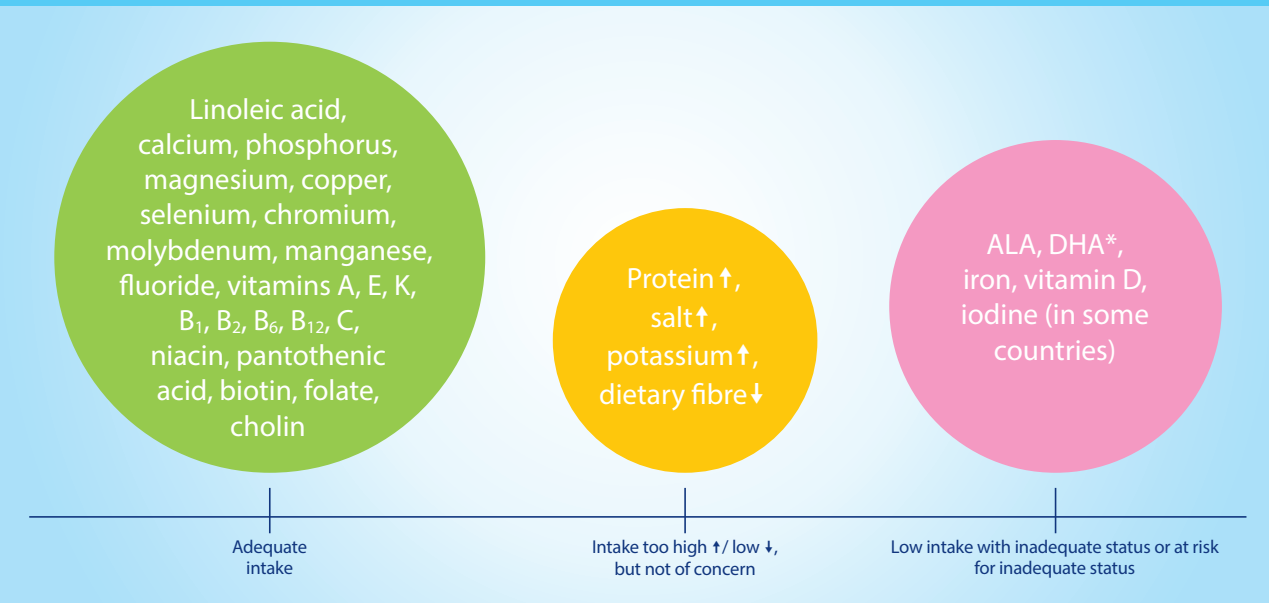 Linoleic acid,
calcium, phosphorus,
magnesium, copper,
selenium, chromium,
molybdenum, manganese,
fluoride, vitamins A, E, K,
B₁, B₂, B₆, B₁₂, C,
niacin, pantothenic
acid, biotin, folate,
cholin
Protein⬆,
salt⬆,
potassium⬆,
dietary fibre⬇
ALA, DHA*,
iron, vitamin D,
iodine (in some
countries)
Adequate
intake
Intake too high ⬆/ low ⬇,
but not of concern
Low intake with inadequate status or at risk
for inadequate status